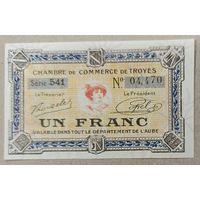 CHAMBRE DE COMMERCE DE TROYES
Série 541 Nº 04,470
Le Trésorier Le Président
UN FRANC
VALABLE DANS TOUT LE DÉPARTEMENT DE L'AUBE